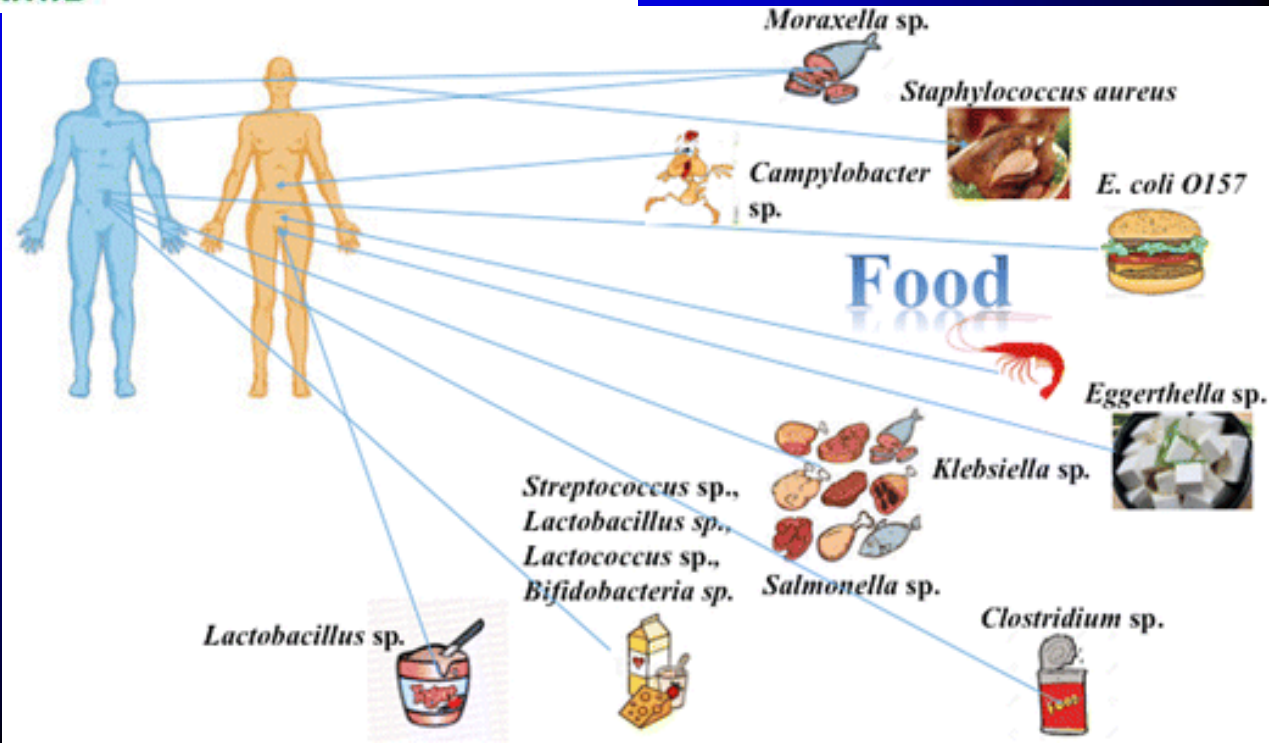 Moraxella sp.
Staphylococcus aureus
Campylobacter
sp.
E. coli O157
Food
Eggerthella sp.
Klebsiella sp.
Streptococcus sp.,
Lactobacillus sp.,
Lactococcus sp.,
Bifidobacteria sp.
Salmonella sp.
Clostridium sp.
Lactobacillus sp.
Food